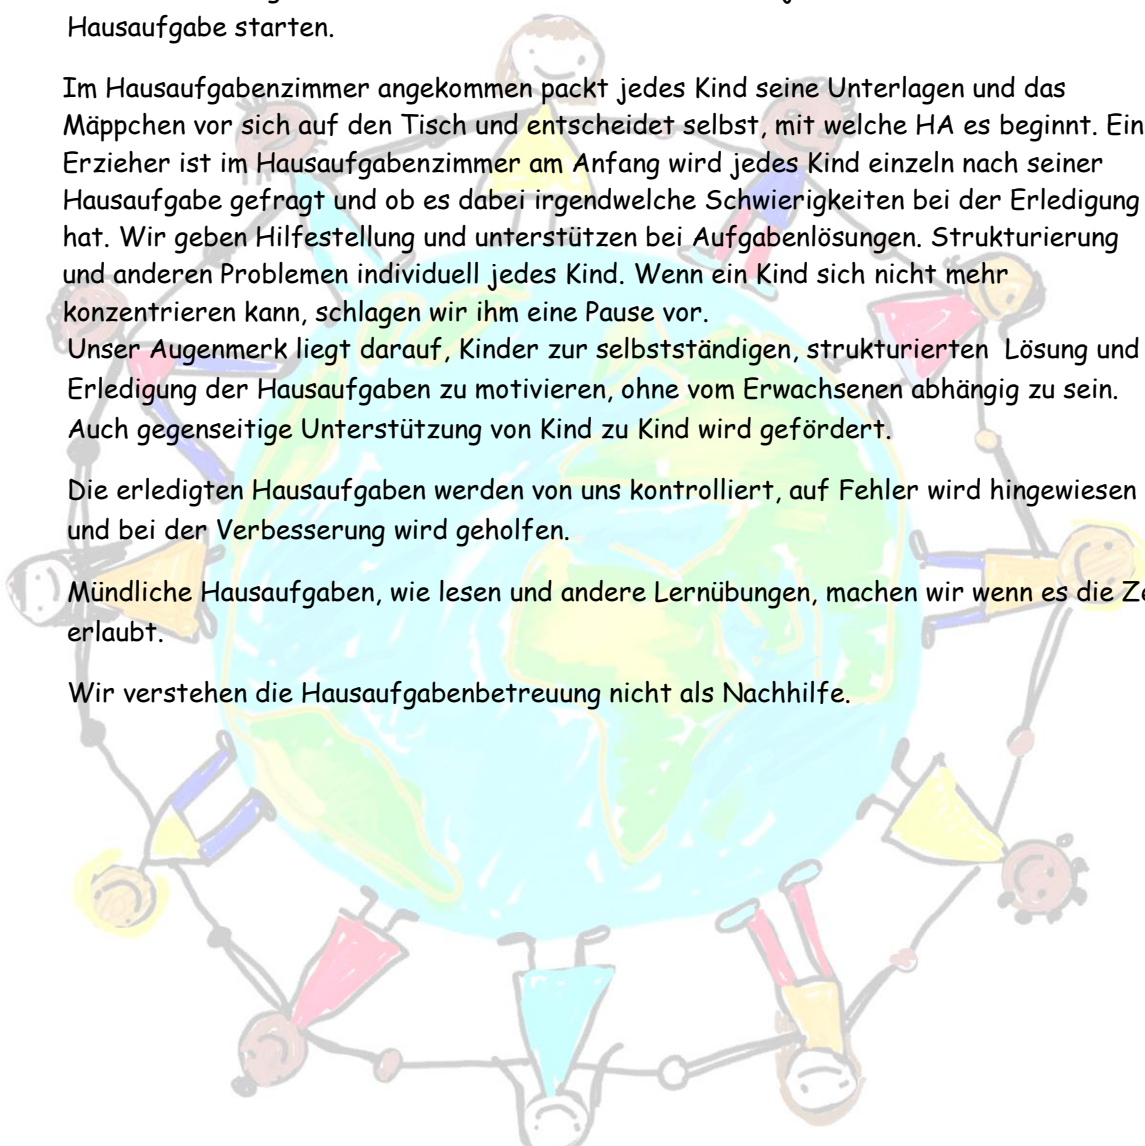 Hausaufgabe starten.
Im Hausaufgabenzimmer angekommen packt jedes Kind seine Unterlagen und das
Mäppchen vor sich auf den Tisch und entscheidet selbst, mit welche HA es beginnt. Ein
Erzieher ist im Hausaufgabenzimmer am Anfang wird jedes Kind einzeln nach seiner
Hausaufgabe gefragt und ob es dabei irgendwelche Schwierigkeiten bei der Erledigung
hat. Wir geben Hilfestellung und unterstützen bei Aufgabenlösungen. Strukturierung
und anderen Problemen individuell jedes Kind. Wenn ein Kind sich nicht mehr
konzentrieren kann, schlagen wir ihm eine Pause vor.
Unser Augenmerk liegt darauf, Kinder zur selbstständigen, strukturierten Lösung und
Erledigung der Hausaufgaben zu motivieren, ohne vom Erwachsenen abhängig zu sein.
Auch gegenseitige Unterstützung von Kind zu Kind wird gefördert.
Die erledigten Hausaufgaben werden von uns kontrolliert, auf Fehler wird hingewiesen
und bei der Verbesserung wird geholfen.
Mündliche Hausaufgaben, wie lesen und andere Lernübungen, machen wir wenn es die
erlaubt.
Wir verstehen die Hausaufgabenbetreuung nicht als Nachhilfe.